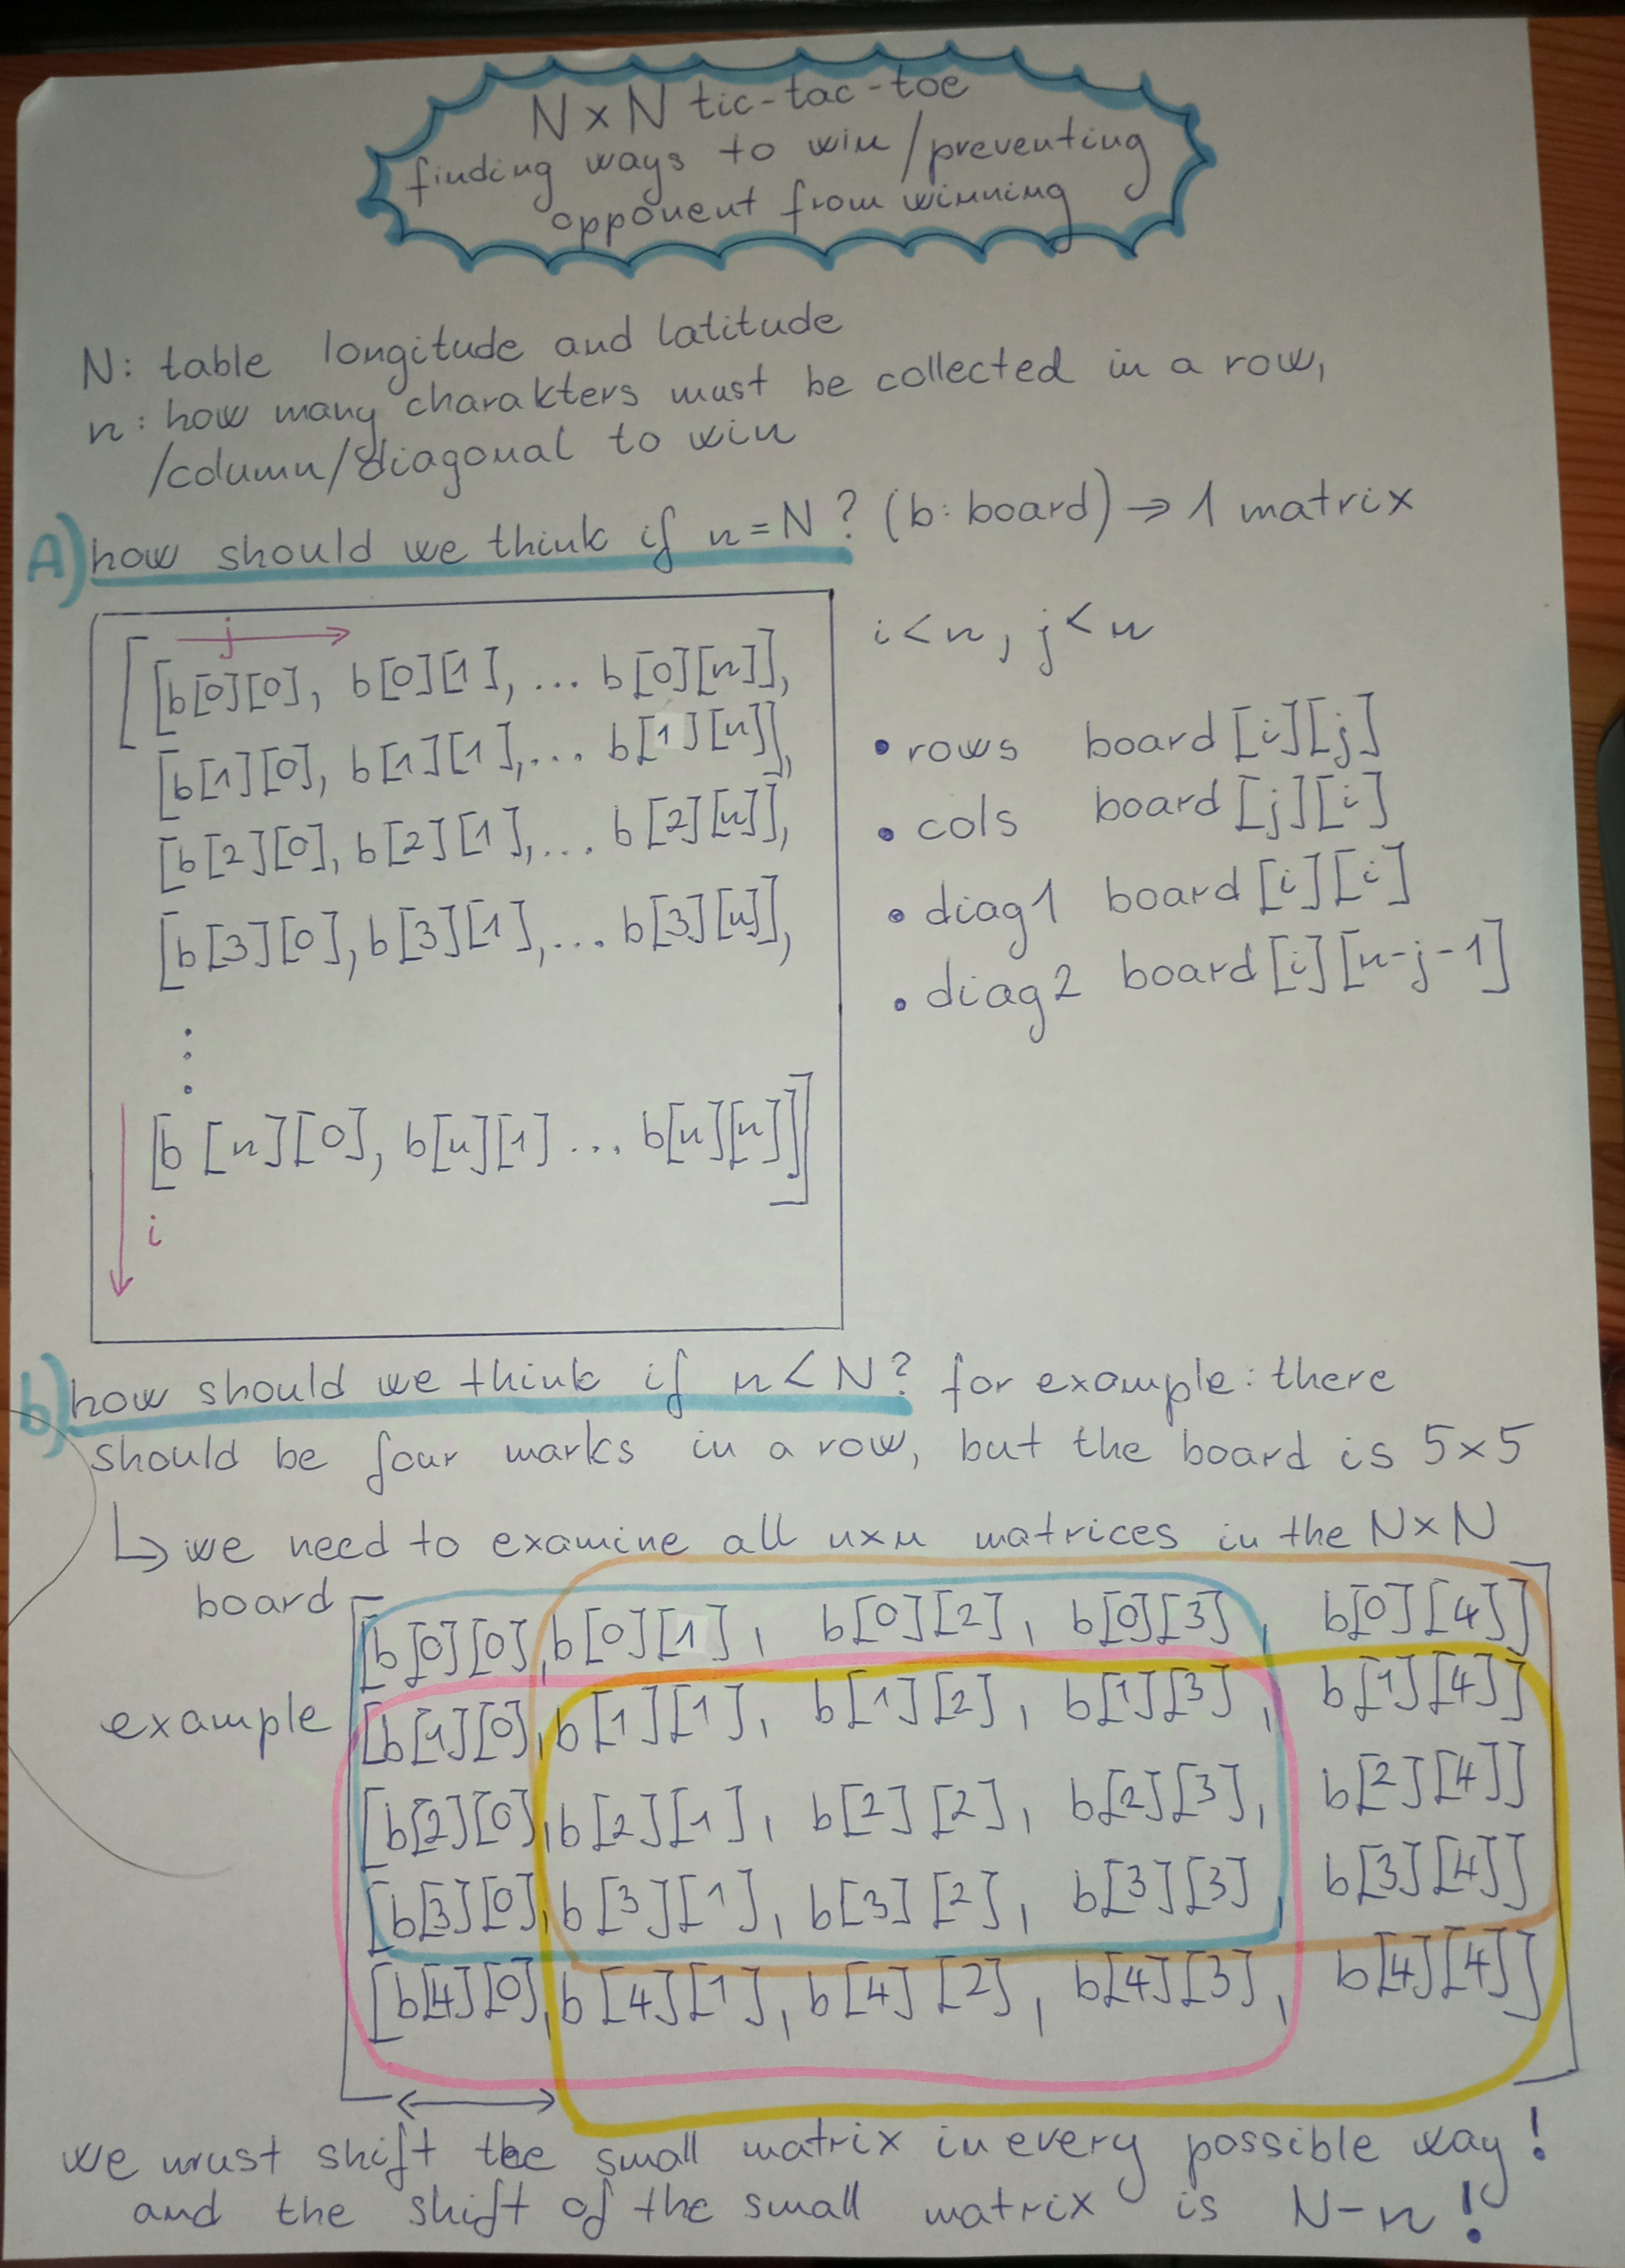 N x N tic-tac-toe
finding ways to win/preventing
opponent from winning
N: table longitude and latitude
n: how many charakters must be collected in a row,
/column/diagonal to win
A) how should we think if n=N? (b: board) → 1 matrix
j
[[b[0][0], b[0][1], ... b[0][n]],
[b[1][0], b[1][1], ... b[1][n]],
[b[2][0], b[2][1], ... b[2][n]],
[b[3][0], b[3][1], ... b[3][n]],
⋮
[b[n][0], b[n][1] ... b[n][n]]]
i
i<n, j<n
• rows board[i][j]
• cols board[j][i]
• diag1 board[i][i]
• diag2 board[i][n-j-1]
b) how should we think if n<N? for example: there
should be four marks in a row, but the board is 5x5
↳ we need to examine all nxn matrices in the NxN
board
example
[[b[0][0], b[0][1], b[0][2], b[0][3], b[0][4]]
[b[1][0], b[1][1], b[1][2], b[1][3], b[1][4]]
[b[2][0], b[2][1], b[2][2], b[2][3], b[2][4]]
[b[3][0], b[3][1], b[3][2], b[3][3], b[3][4]]
[b[4][0], b[4][1], b[4][2], b[4][3], b[4][4]]]
we must shift the small matrix in every possible way!
and the shift of the small matrix is N-n!